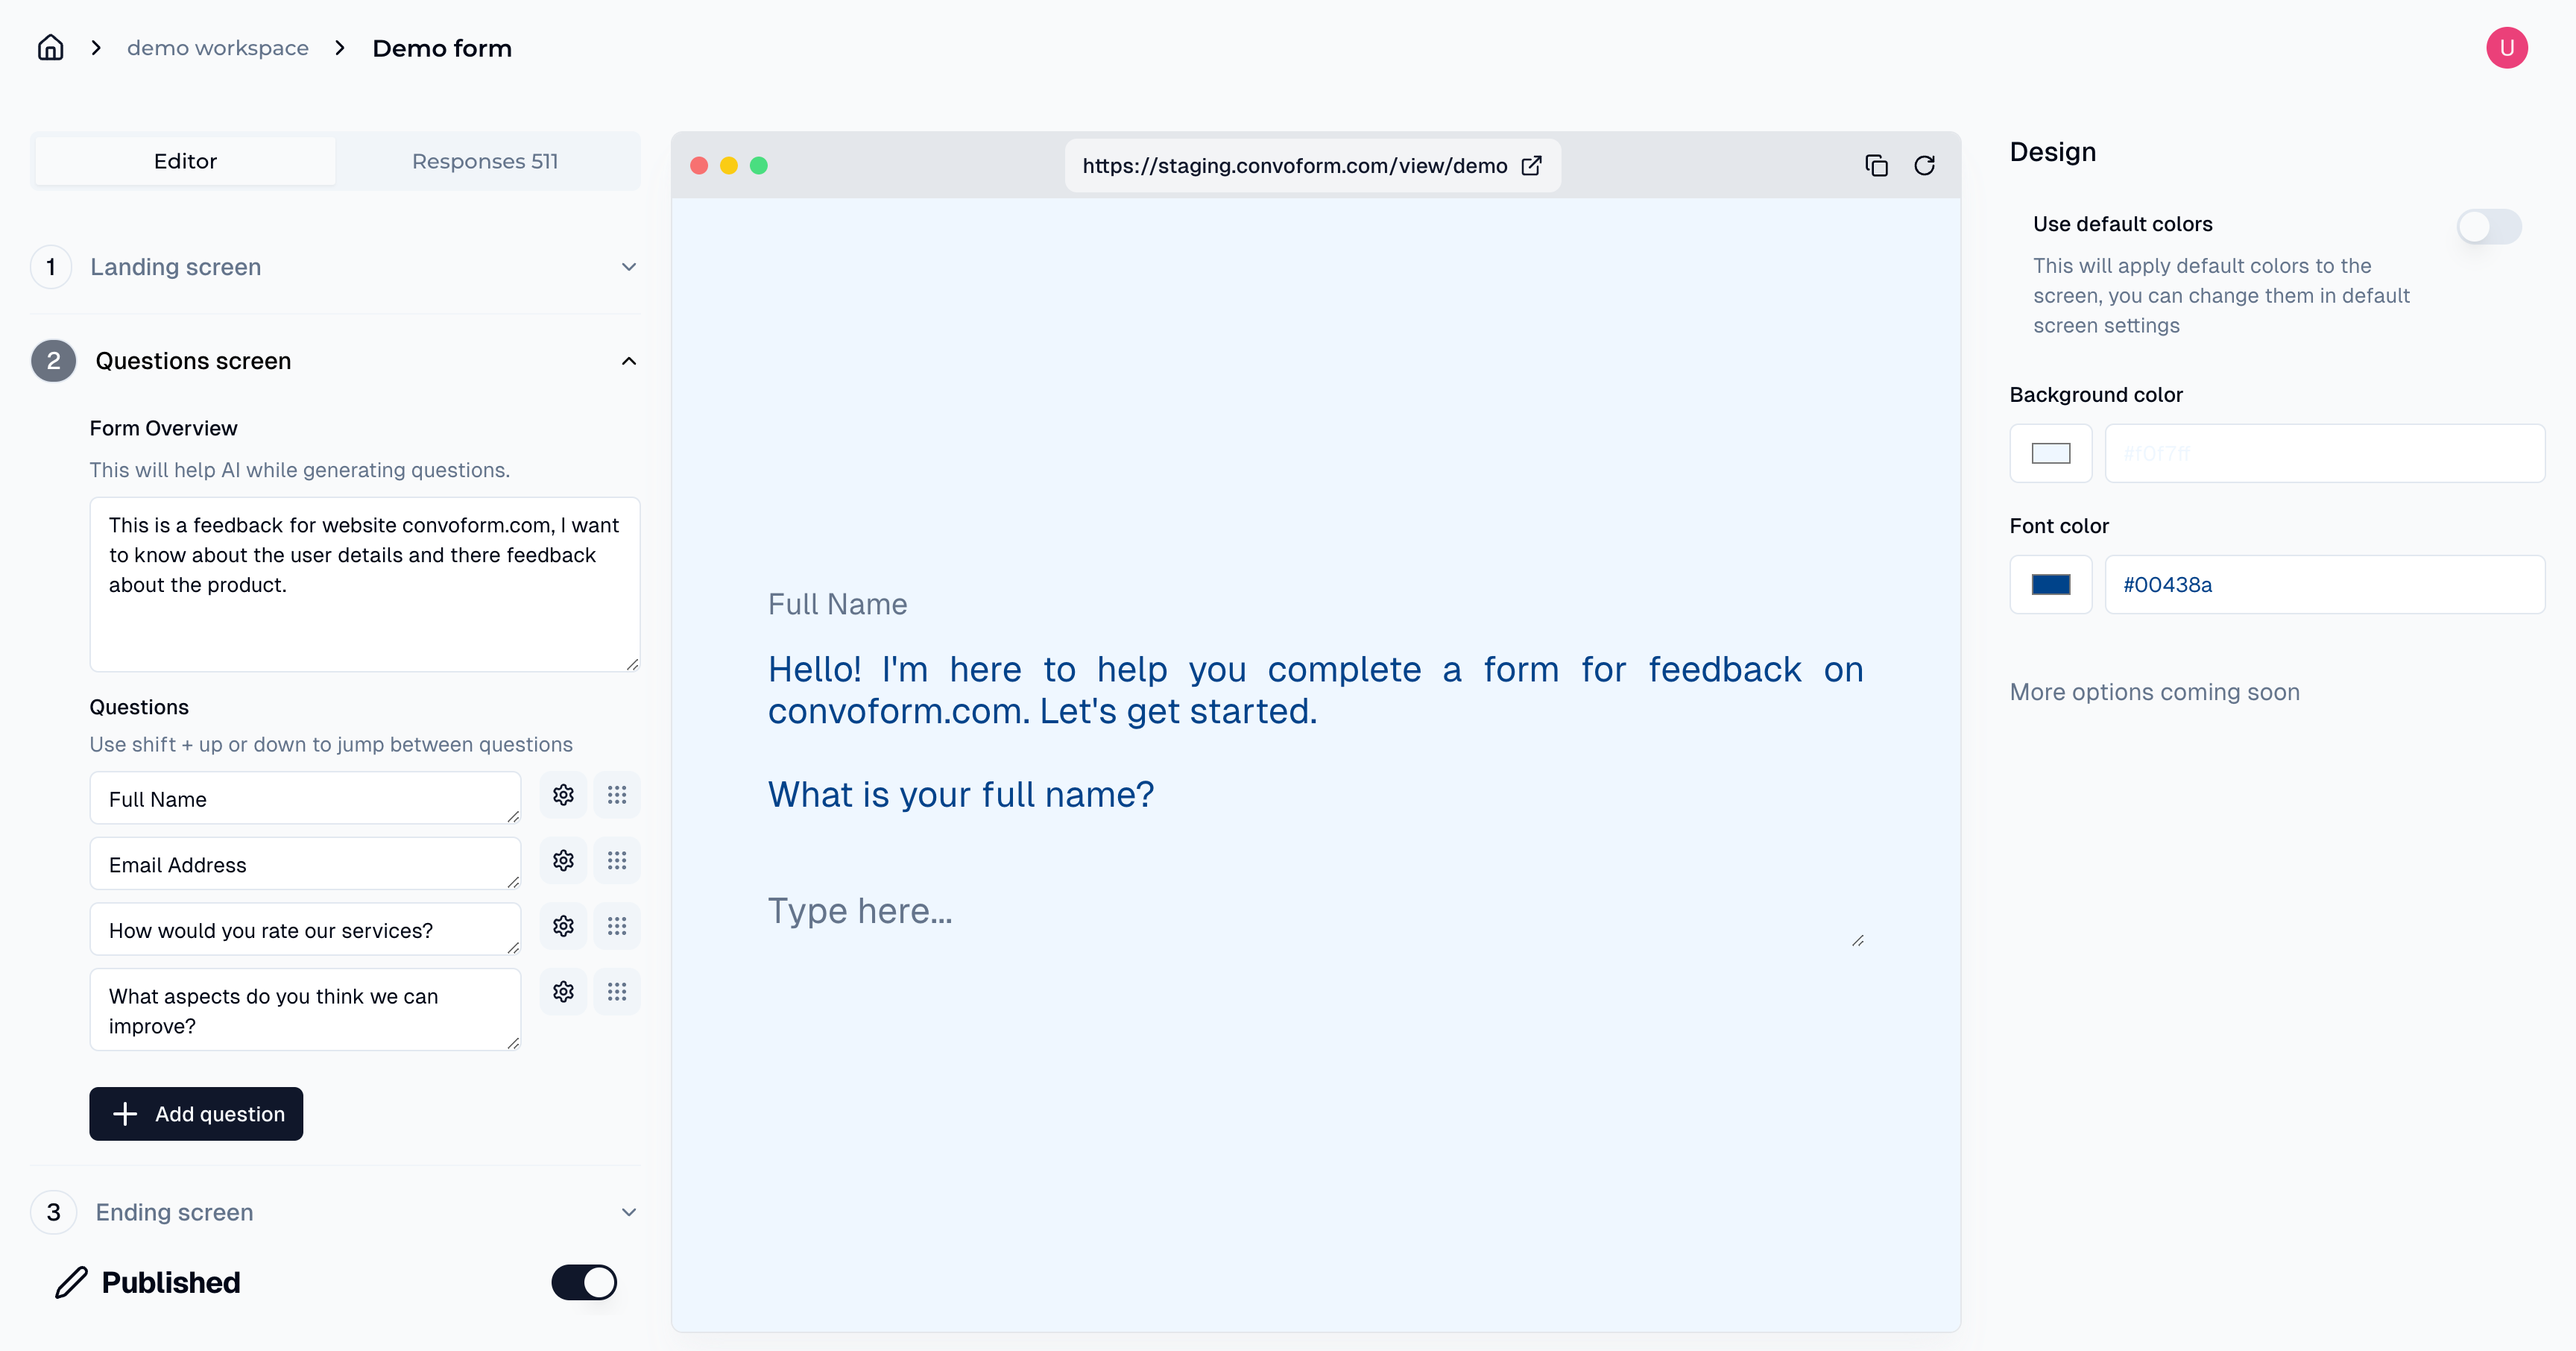 demo workspace
Demo form
U
Editor
Responses 511
1
Landing screen
2
Questions screen
Form Overview
This will help AI while generating questions.
This is a feedback for website convoform.com, I want
to know about the user details and there feedback
about the product.
Questions
Use shift + up or down to jump between questions
Full Name
Email Address
How would you rate our services?
What aspects do you think we can
improve?
Add question
3
Ending screen
Published
https://staging.convoform.com/view/demo
Full Name
Hello! I'm here to help you complete a form for feedback on
convoform.com. Let's get started.
What is your full name?
Type here...
Design
Use default colors
This will apply default colors to the
screen, you can change them in default
screen settings
Background color
#f0f7ff
Font color
#00438a
More options coming soon